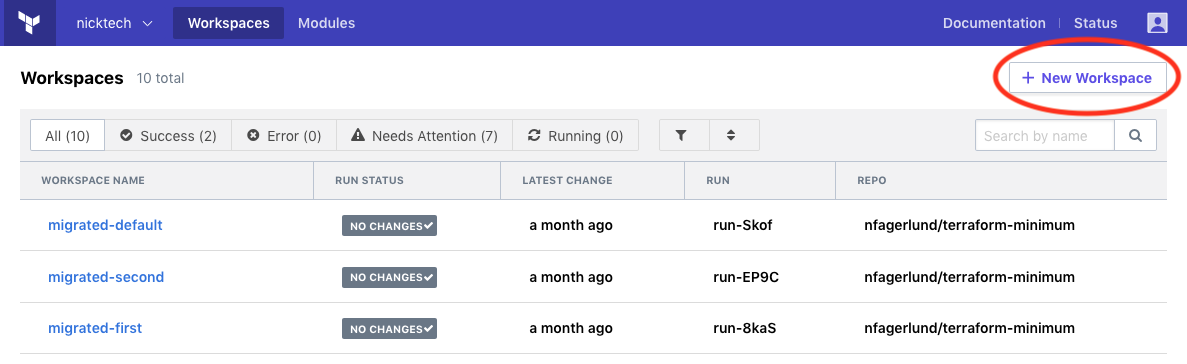 nicktech Workspaces Modules Documentation Status
Workspaces 10 total + New Workspace
All (10) Success (2) Error (0) Needs Attention (7) Running (0) Search by name
WORKSPACE NAME RUN STATUS LATEST CHANGE RUN REPO
migrated-default NO CHANGES a month ago run-Skof nfagerlund/terraform-minimum
migrated-second NO CHANGES a month ago run-EP9C nfagerlund/terraform-minimum
migrated-first NO CHANGES a month ago run-8kaS nfagerlund/terraform-minimum